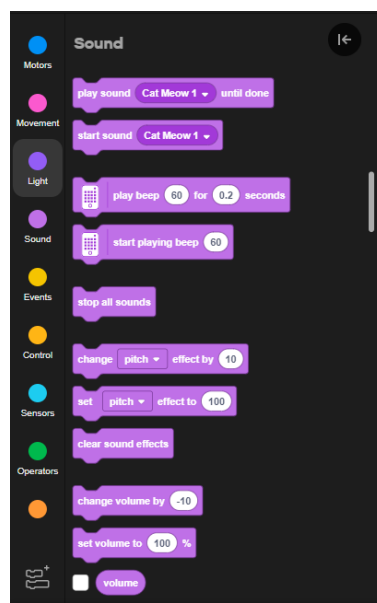 Sound
Motors
Movement
Light
Sound
Events
Control
Sensors
Operators
play sound Cat Meow 1 until done
start sound Cat Meow 1
play beep 60 for 0.2 seconds
start playing beep 60
stop all sounds
change pitch effect by 10
set pitch effect to 100
clear sound effects
change volume by -10
set volume to 100 %
volume